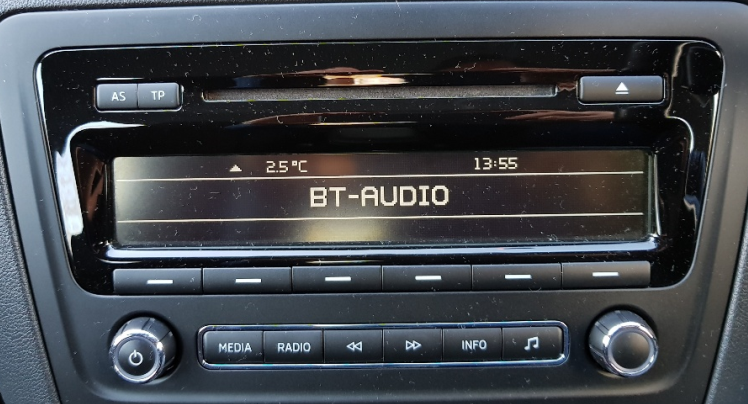 AS TP
2.5°C 13:55
BT-AUDIO
MEDIA RADIO INFO